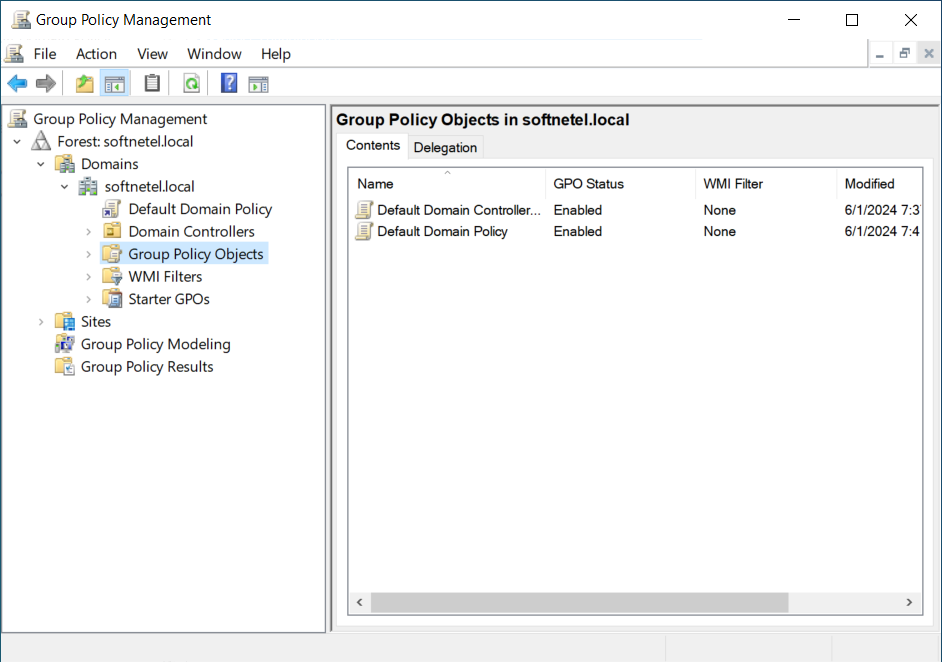 Group Policy Management
File Action View Window Help
Group Policy Management
Forest: softnetel.local
Domains
softnetel.local
Default Domain Policy
Domain Controllers
Group Policy Objects
WMI Filters
Starter GPOs
Sites
Group Policy Modeling
Group Policy Results
Group Policy Objects in softnetel.local
Contents Delegation
Name GPO Status WMI Filter Modified
Default Domain Controller... Enabled None 6/1/2024 7:3
Default Domain Policy Enabled None 6/1/2024 7:4